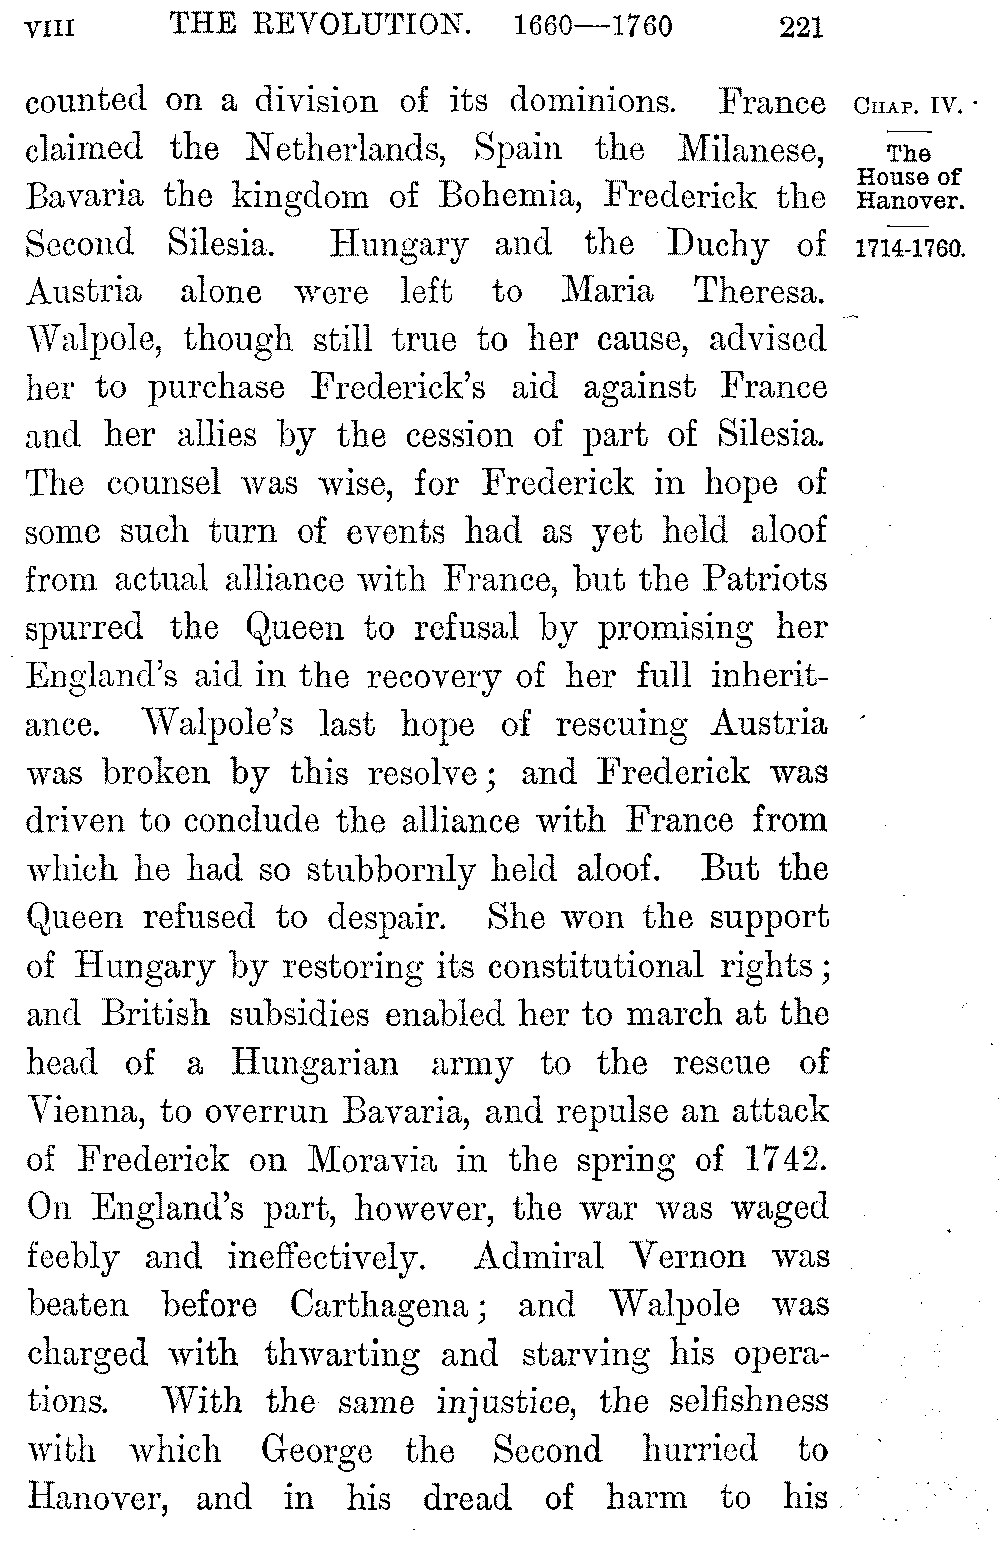 VIII THE REVOLUTION. 1660—1760 221
counted on a division of its dominions. France
claimed the Netherlands, Spain the Milanese,
Bavaria the kingdom of Bohemia, Frederick the
Second Silesia. Hungary and the Duchy of
Austria alone were left to Maria Theresa.
Walpole, though still true to her cause, advised
her to purchase Frederick's aid against France
and her allies by the cession of part of Silesia.
The counsel was wise, for Frederick in hope of
some such turn of events had as yet held aloof
from actual alliance with France, but the Patriots
spurred the Queen to refusal by promising her
England's aid in the recovery of her full inherit-
ance. Walpole's last hope of rescuing Austria
was broken by this resolve; and Frederick was
driven to conclude the alliance with France from
which he had so stubbornly held aloof. But the
Queen refused to despair. She won the support
of Hungary by restoring its constitutional rights;
and British subsidies enabled her to march at the
head of a Hungarian army to the rescue of
Vienna, to overrun Bavaria, and repulse an attack
of Frederick on Moravia in the spring of 1742.
On England's part, however, the war was waged
feebly and ineffectively. Admiral Vernon was
beaten before Carthagena; and Walpole was
charged with thwarting and starving his opera-
tions. With the same injustice, the selfishness
with which George the Second hurried to
Hanover, and in his dread of harm to his
CHAP. IV.
The
House of
Hanover.
1714-1760.